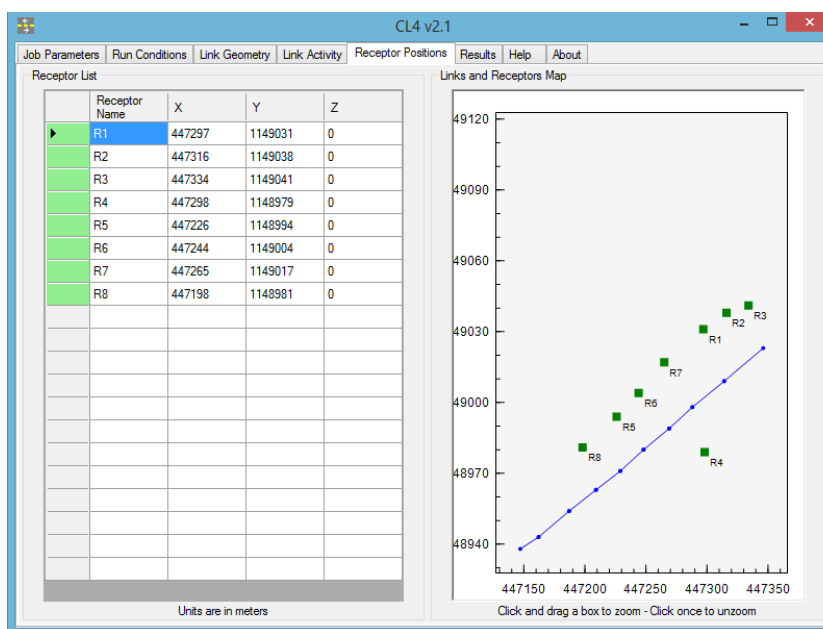 CL4 v2.1
Job Parameters Run Conditions Link Geometry Link Activity Receptor Positions Results Help About
Receptor List
Receptor Name X Y Z
R1 447297 1149031 0
R2 447316 1149038 0
R3 447334 1149041 0
R4 447298 1148979 0
R5 447226 1148994 0
R6 447244 1149004 0
R7 447265 1149017 0
R8 447198 1148981 0
Units are in meters
Links and Receptors Map
49120
49090
49060
49030
49000
48970
48940
R3
R2
R1
R7
R6
R5
R8
R4
447150 447200 447250 447300 447350
Click and drag a box to zoom - Click once to unzoom